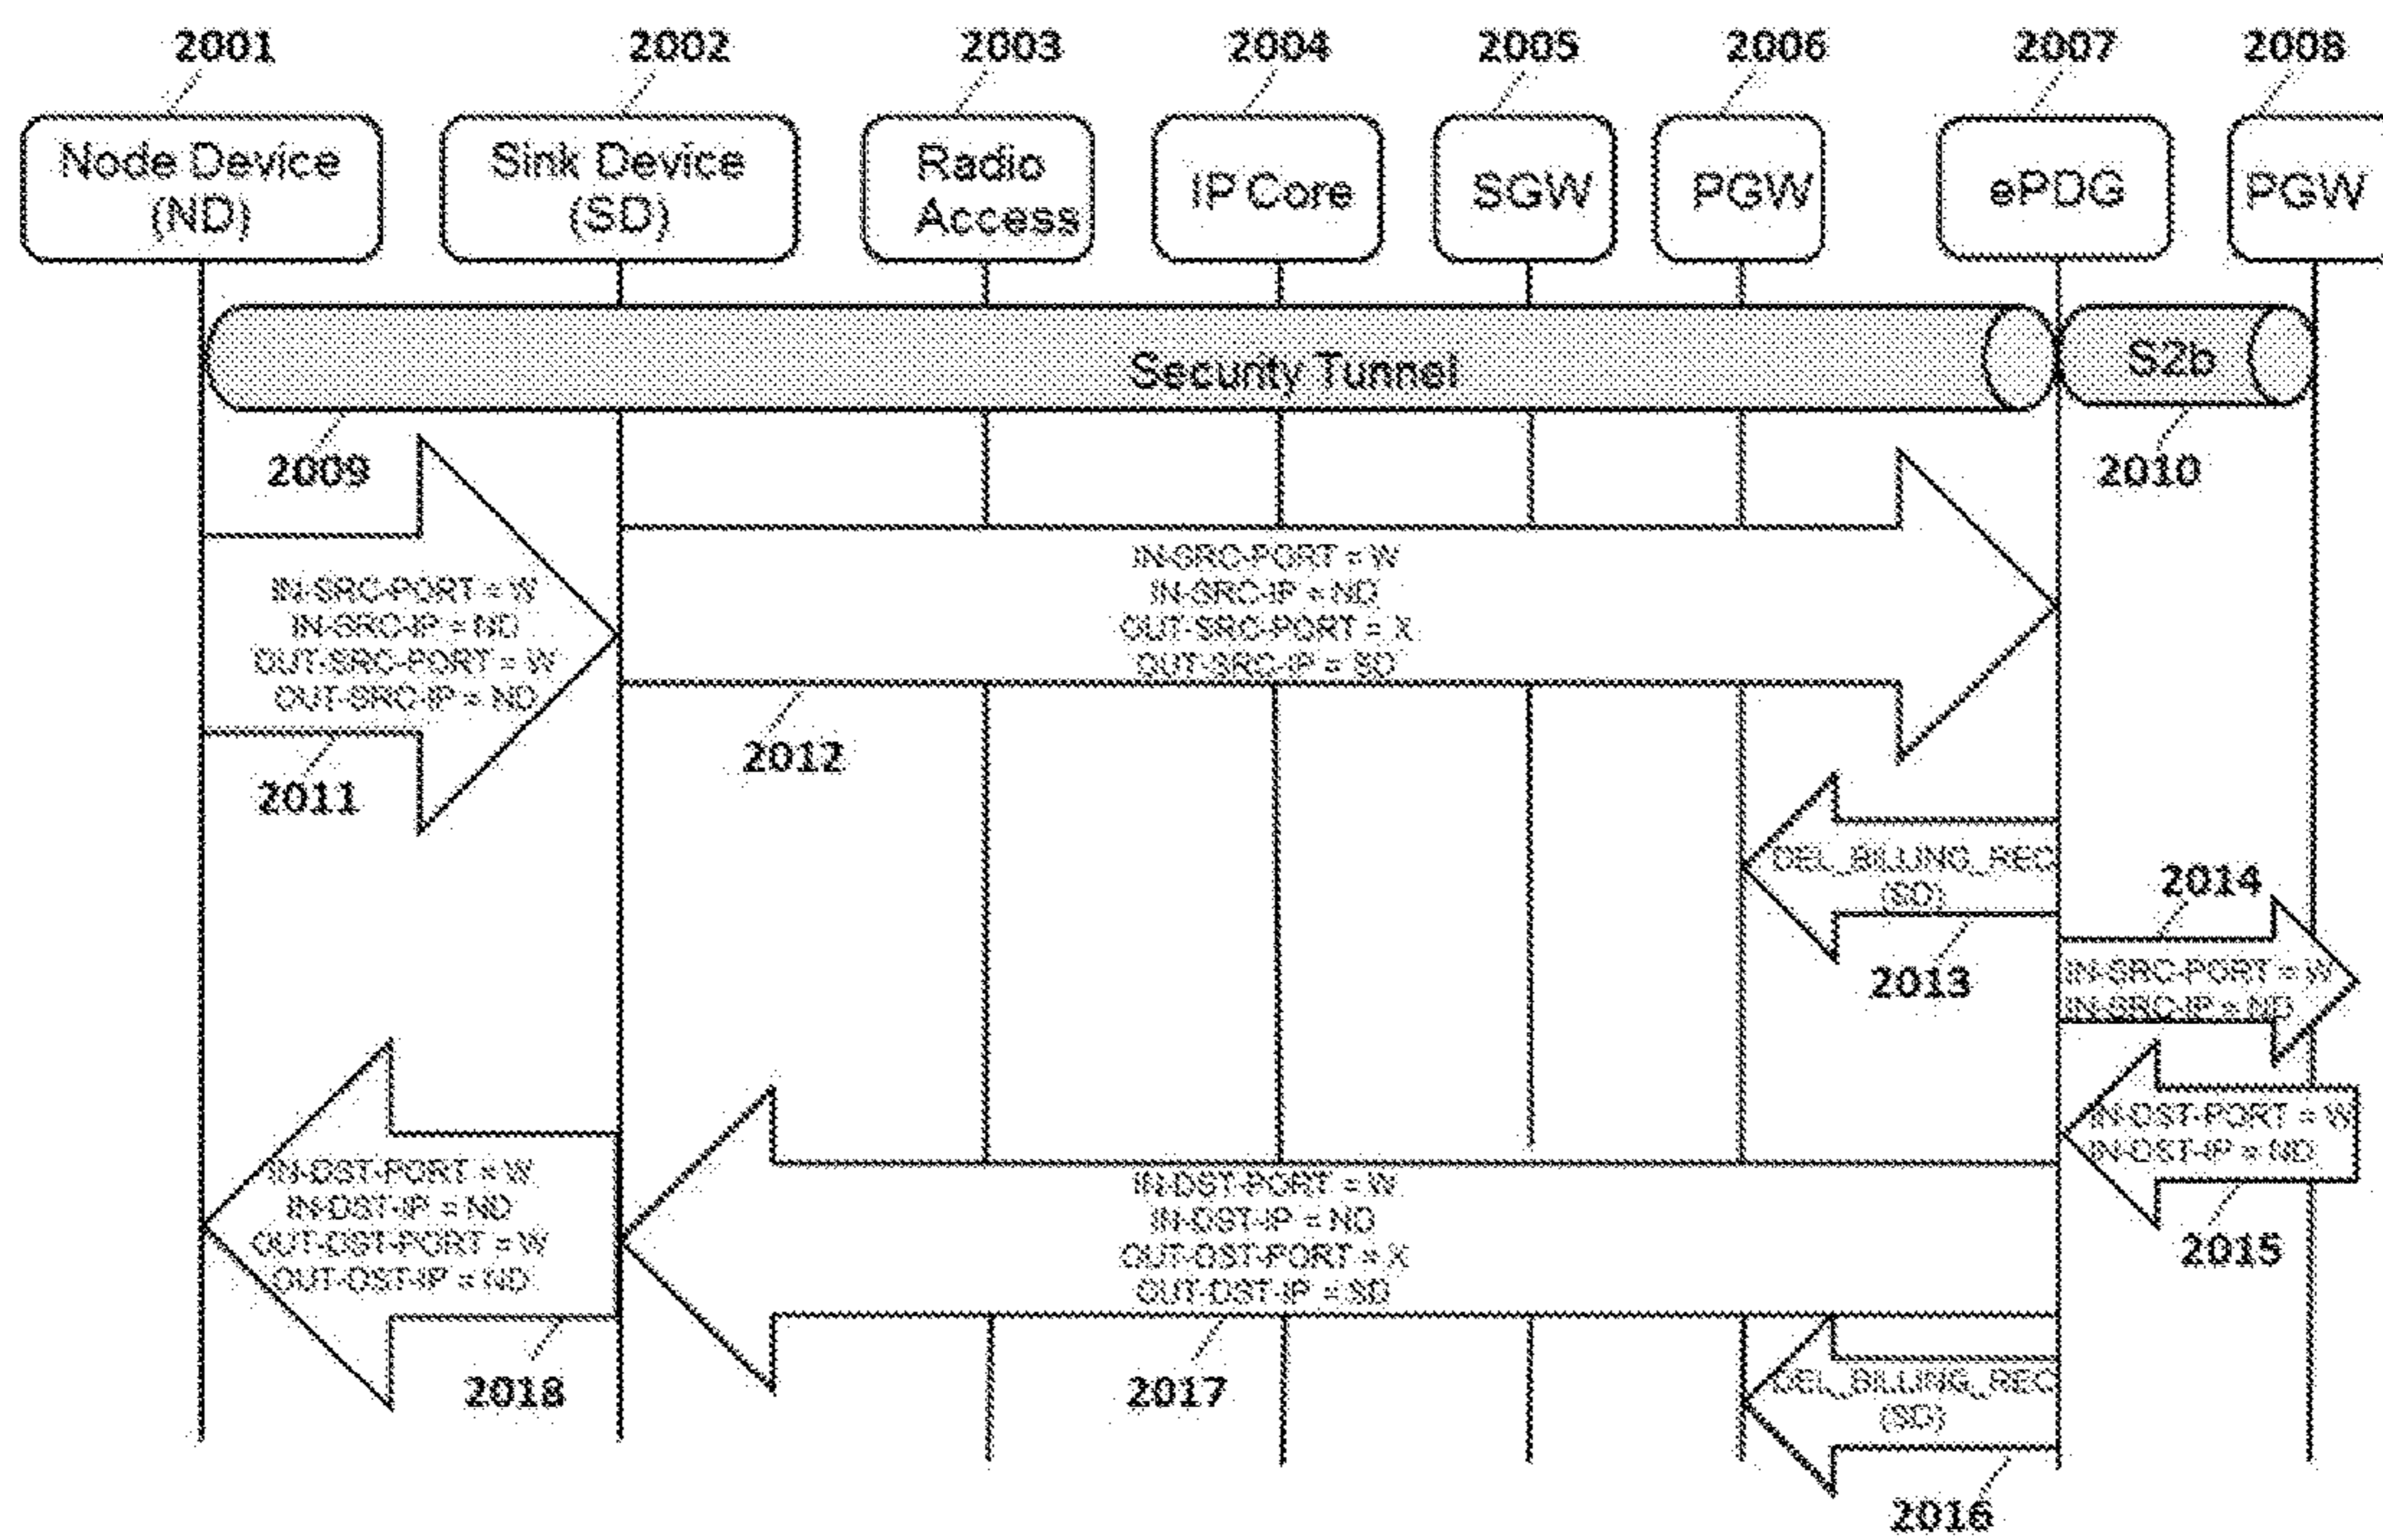 2001 2002 2003 2004 2005 2006 2007 2008
Node Device
(ND)
Sink Device
(SD)
Radio
Access
IP Core
SGW
PGW
ePDG
PGW
Security Tunnel
S2b
2009
2010
IN-SRC-PORT = W
IN-SRC-IP = ND
OUT-SRC-PORT = W
OUT-SRC-IP = ND
2011
IN-SRC-PORT = W
IN-SRC-IP = ND
OUT-SRC-PORT = X
OUT-SRC-IP = SD
2012
DEL_BILLING_REC
(SD)
2013
2014
IN-SRC-PORT = W
IN-SRC-IP = ND
IN-DST-PORT = W
IN-DST-IP = ND
2015
IN-DST-PORT = W
IN-DST-IP = ND
OUT-DST-PORT = X
OUT-DST-IP = SD
2017
IN-DST-PORT = W
IN-DST-IP = ND
OUT-DST-PORT = W
OUT-DST-IP = ND
2018
DEL_BILLING_REC
(SD)
2016